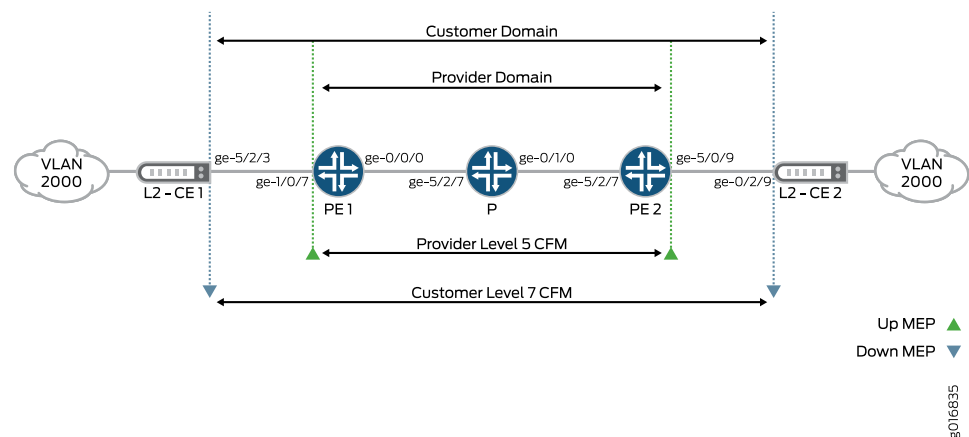 Customer Domain
Provider Domain
VLAN
2000
ge-5/2/3
ge-0/0/0
ge-0/1/0
ge-5/0/9
VLAN
2000
ge-1/0/7
ge-5/2/7
ge-5/2/7
ge-0/2/9
L2 - CE 1
PE 1
P
PE 2
L2 - CE 2
Provider Level 5 CFM
Customer Level 7 CFM
Up MEP
Down MEP
g016835